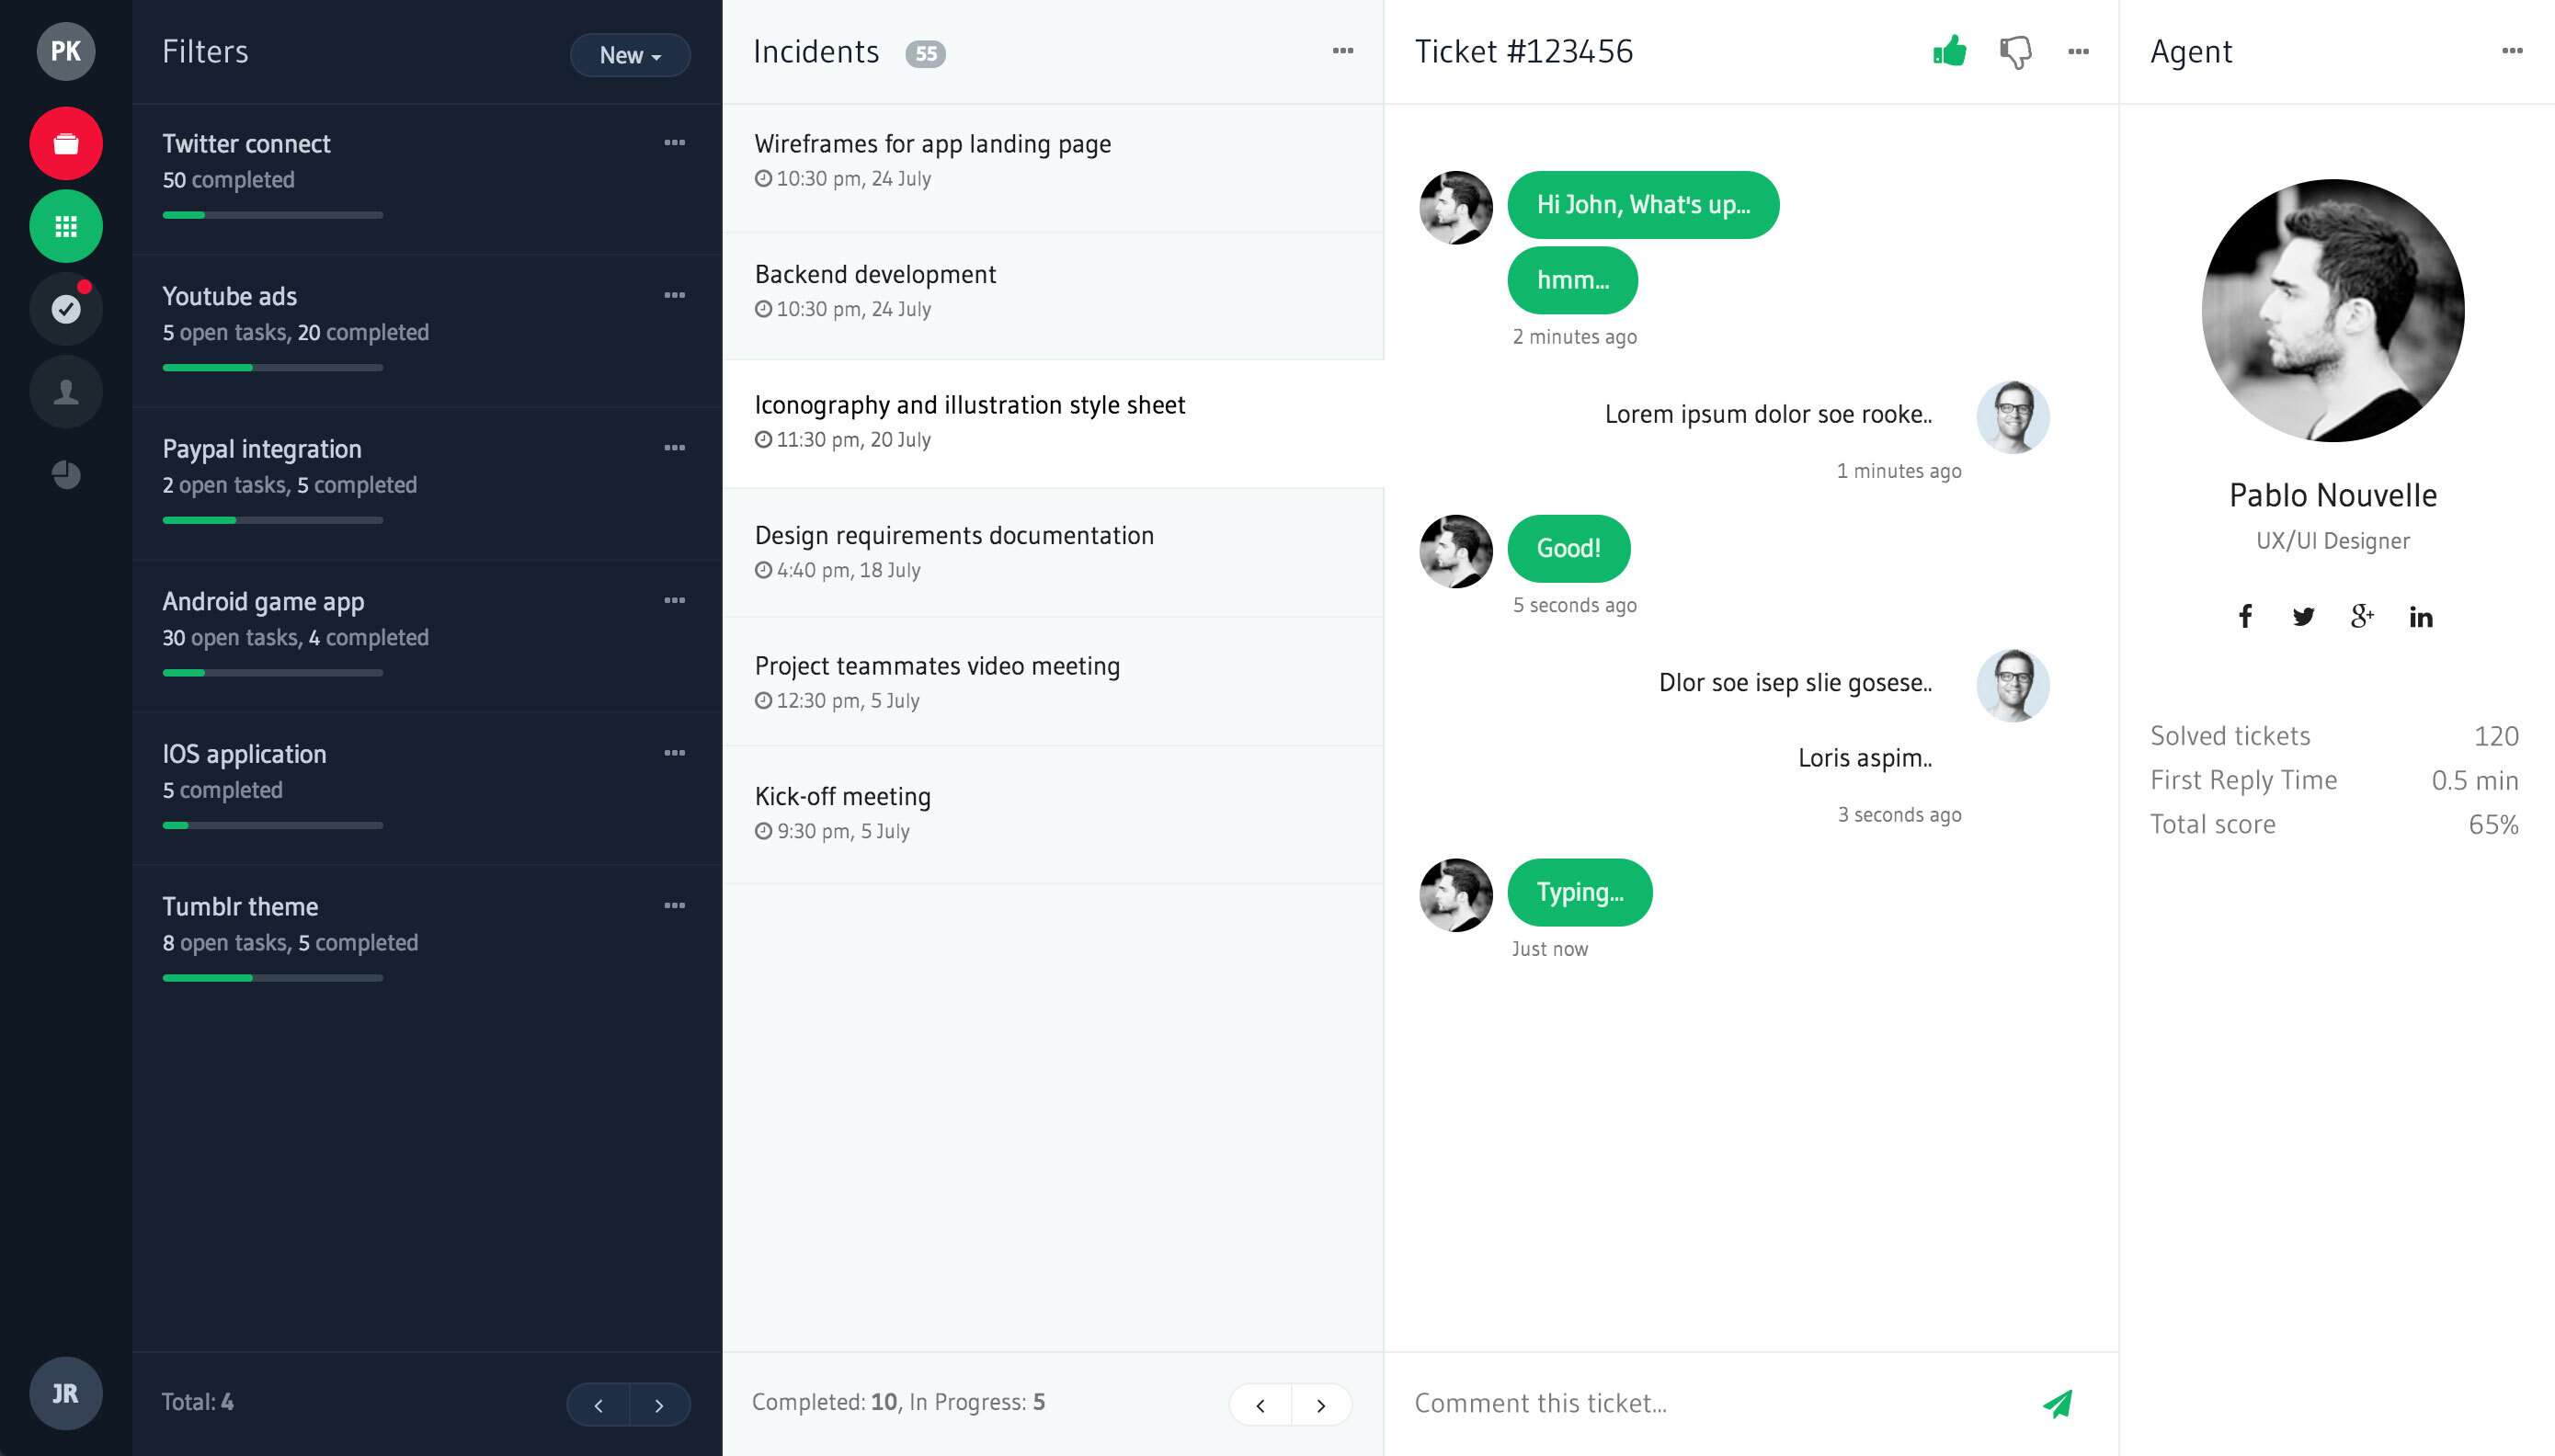 PK
JR
Filters
New
Twitter connect
50 completed
Youtube ads
5 open tasks, 20 completed
Paypal integration
2 open tasks, 5 completed
Android game app
30 open tasks, 4 completed
IOS application
5 completed
Tumblr theme
8 open tasks, 5 completed
Total: 4
Incidents 55
Wireframes for app landing page
10:30 pm, 24 July
Backend development
10:30 pm, 24 July
Iconography and illustration style sheet
11:30 pm, 20 July
Design requirements documentation
4:40 pm, 18 July
Project teammates video meeting
12:30 pm, 5 July
Kick-off meeting
9:30 pm, 5 July
Completed: 10, In Progress: 5
Ticket #123456
Hi John, What's up...
hmm...
2 minutes ago
Lorem ipsum dolor soe rooke..
1 minutes ago
Good!
5 seconds ago
Dlor soe isep slie gosese..
Loris aspim..
3 seconds ago
Typing...
Just now
Comment this ticket...
Agent
Pablo Nouvelle
UX/UI Designer
Solved tickets 120
First Reply Time 0.5 min
Total score 65%